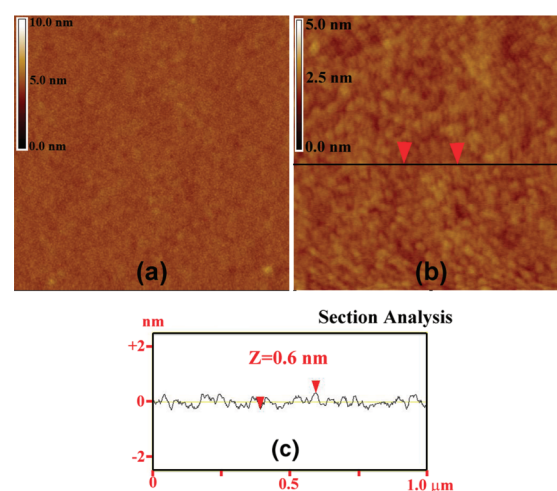 10.0 nm
5.0 nm
0.0 nm
(a)
5.0 nm
2.5 nm
0.0 nm
(b)
Section Analysis
nm
+2
Z=0.6 nm
0
(c)
-2
0
0.5
1.0 μm